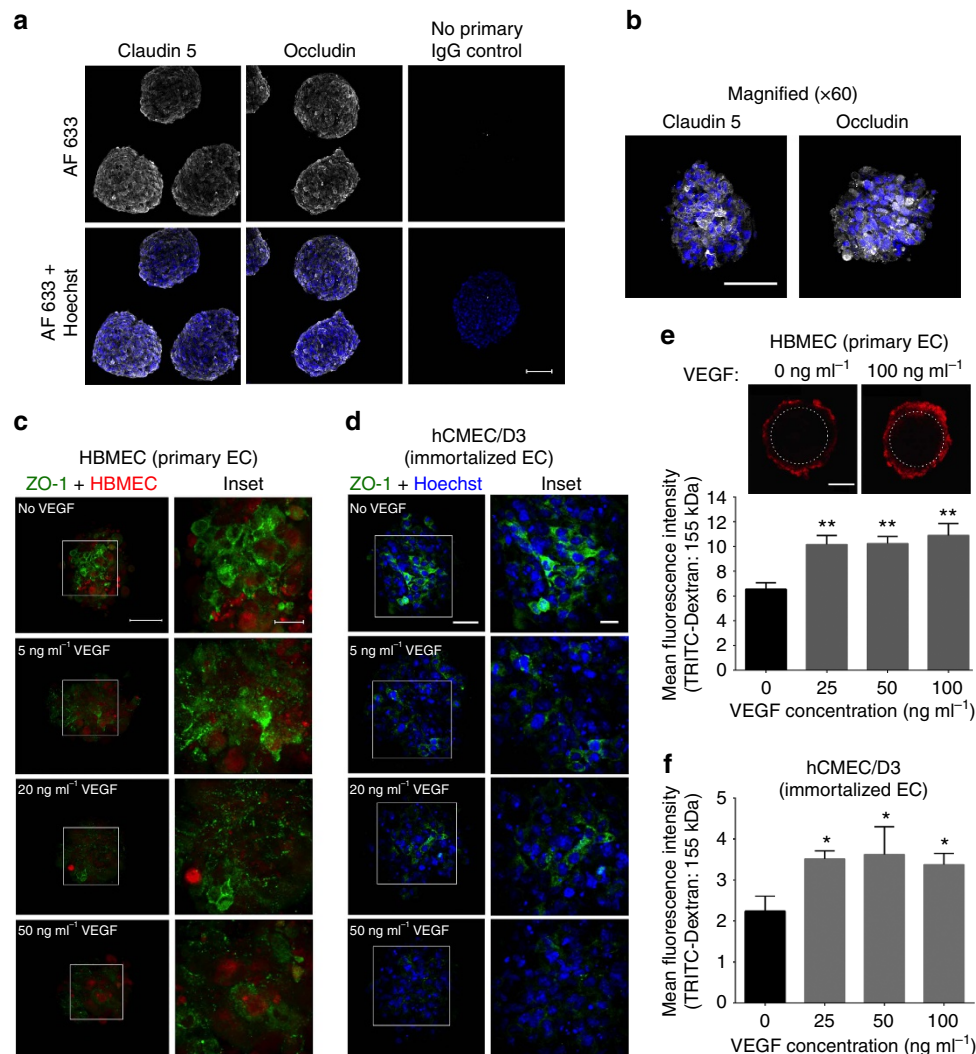 a
Claudin 5
Occludin
No primary
IgG control
AF 633
AF 633 +
Hoechst
b
Magnified (×60)
Claudin 5
Occludin
c
HBMEC (primary EC)
ZO-1 + HBMEC
Inset
No VEGF
5 ng ml⁻¹ VEGF
20 ng ml⁻¹ VEGF
50 ng ml⁻¹ VEGF
d
hCMEC/D3
(immortalized EC)
ZO-1 + Hoechst
Inset
No VEGF
5 ng ml⁻¹ VEGF
20 ng ml⁻¹ VEGF
50 ng ml⁻¹ VEGF
e
HBMEC (primary EC)
VEGF:
0 ng ml⁻¹
100 ng ml⁻¹
Mean fluorescence intensity
(TRITC-Dextran: 155 kDa)
14
12
10
8
6
4
2
0
**
**
**
0
25
50
100
VEGF concentration (ng ml⁻¹)
f
hCMEC/D3
(immortalized EC)
Mean fluorescence intensity
(TRITC-Dextran: 155 kDa)
5
4
3
2
1
0
*
*
*
0
25
50
100
VEGF concentration (ng ml⁻¹)